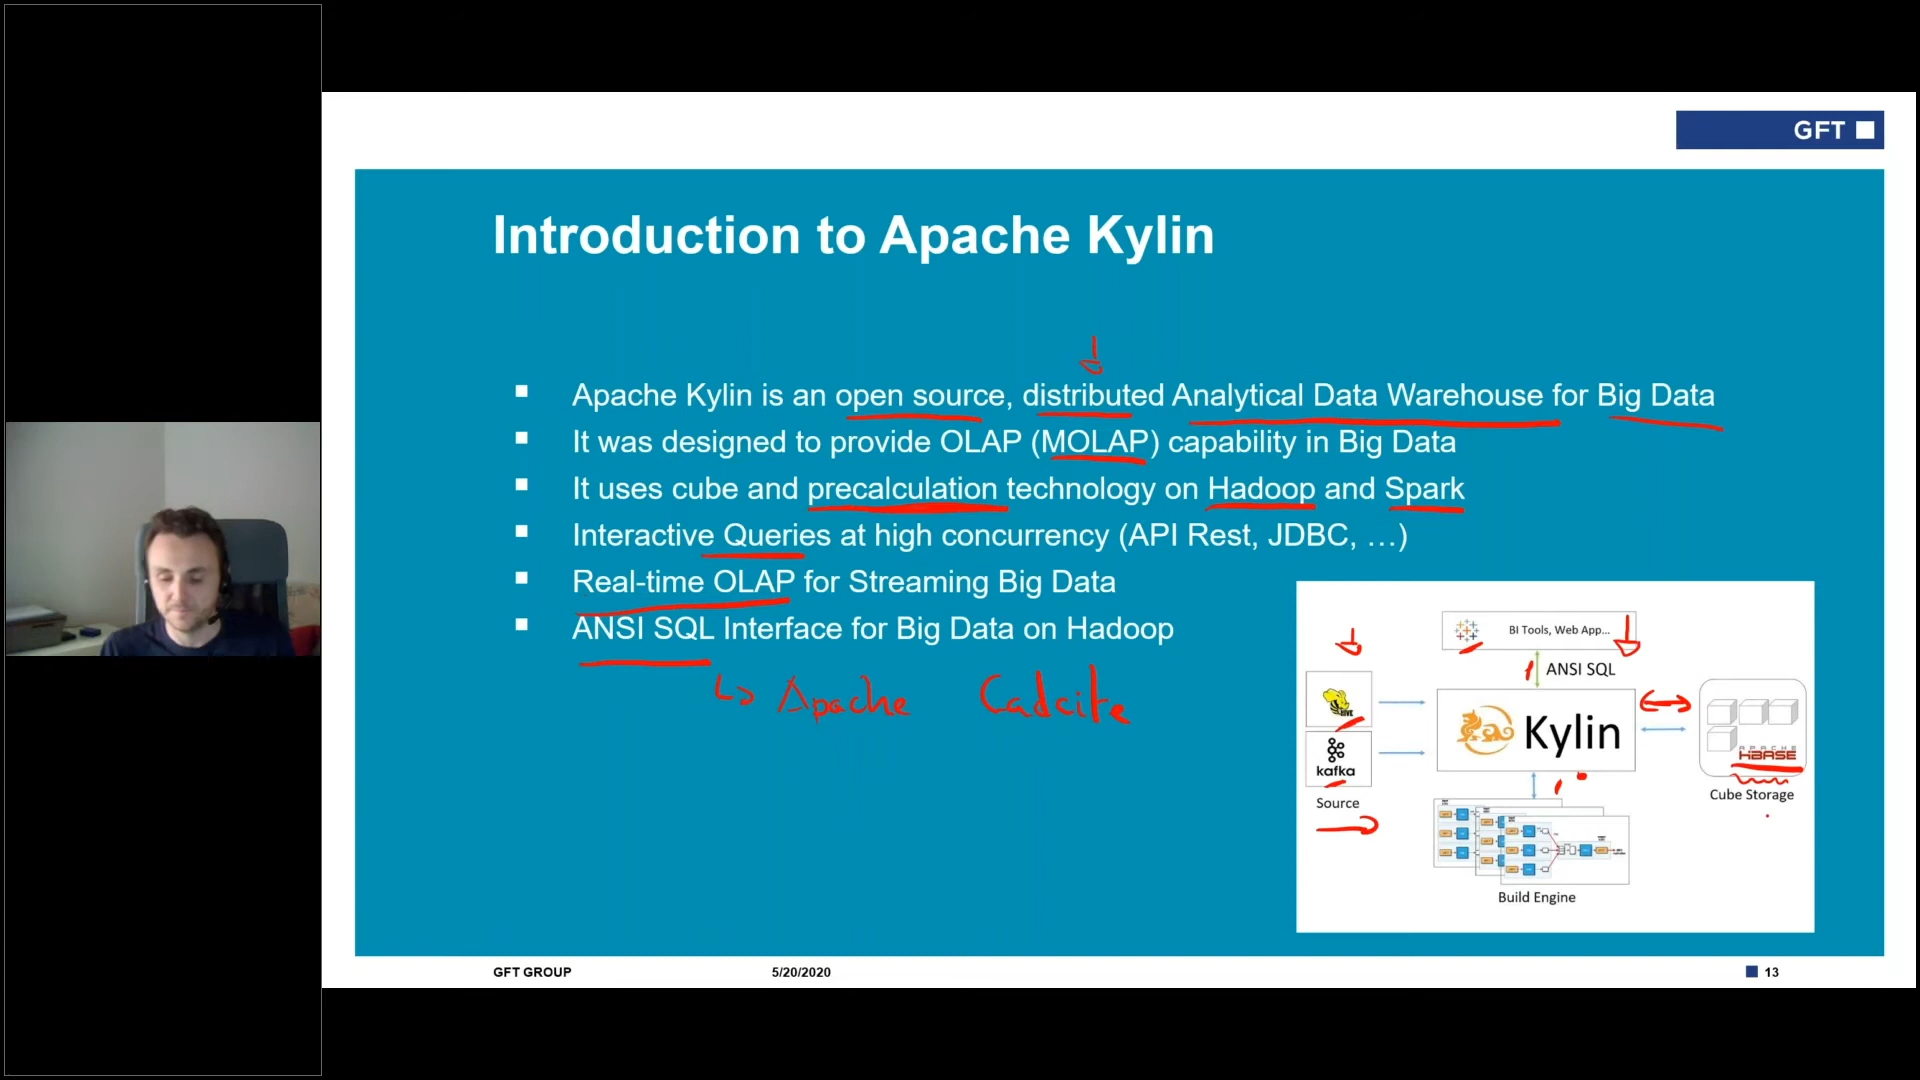 GFT
Introduction to Apache Kylin
Apache Kylin is an open source, distributed Analytical Data Warehouse for Big Data
It was designed to provide OLAP (MOLAP) capability in Big Data
It uses cube and precalculation technology on Hadoop and Spark
Interactive Queries at high concurrency (API Rest, JDBC, …)
Real-time OLAP for Streaming Big Data
ANSI SQL Interface for Big Data on Hadoop
Apache Calcite
BI Tools, Web App...
ANSI SQL
HIVE
Kylin
APACHE
HBASE
kafka
Cube Storage
Source
Build Engine
GFT GROUP
5/20/2020
13